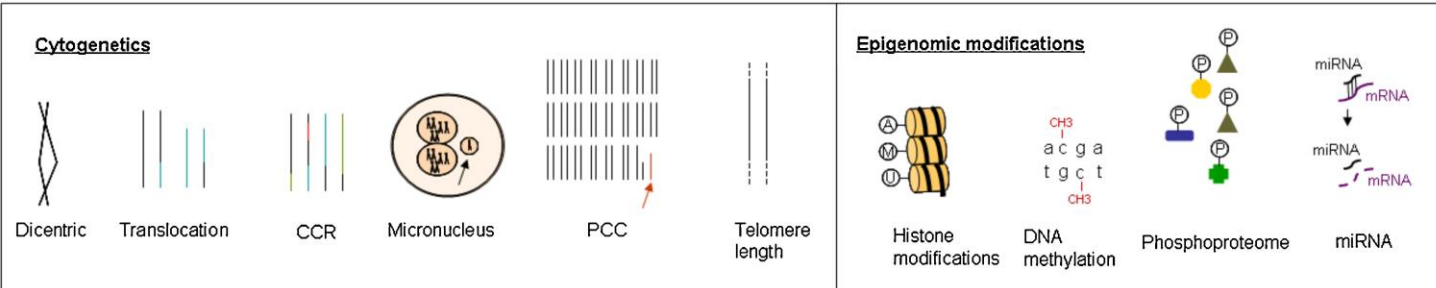 Cytogenetics
Dicentric
Translocation
CCR
Micronucleus
PCC
Telomere
length
Epigenomic modifications
A
M
U
Histone
modifications
CH3
a c g a
t g c t
CH3
DNA
methylation
P
P
P
P
P
Phosphoproteome
miRNA
mRNA
miRNA
mRNA
miRNA